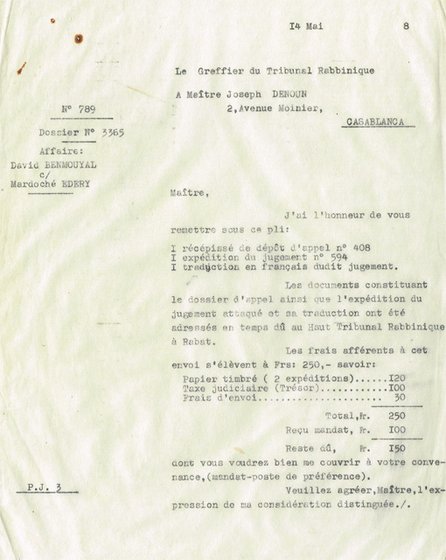 14 Mai 8
Le Greffier du Tribunal Rabbinique
A Maître Joseph DENOUN
2, Avenue Moinier,
CASABLANCA
N° 789
Dossier N° 3365
Affaire:
David BENMOUYAL
c/
Mardoché EDERY
Maître,
J'ai l'honneur de vous
remettre sous ce pli:
I récépissé de dépôt d'appel n° 408
I expédition du jugement n° 594
I traduction en français dudit jugement.
Les documents constituant
le dossier d'appel ainsi que l'expédition du
jugement attaqué et sa traduction ont été
adressés en temps dû au Haut Tribunal Rabbinique
à Rabat.
Les frais afférents à cet
envoi s'élèvent à Frs: 250,- savoir:
Papier timbré ( 2 expéditions).....I20
Taxe judiciaire (Trésor)...........I00
Frais d'envoi..................... 30
Total,Fr. 250
Reçu mandat, Fr. I00
Reste dû, Fr. I50
dont vous voudrez bien me couvrir à votre conve-
nance,(mandat-poste de préférence).
Veuillez agréer,Maître,l'ex-
pression de ma considération distinguée./.
P.J. 3